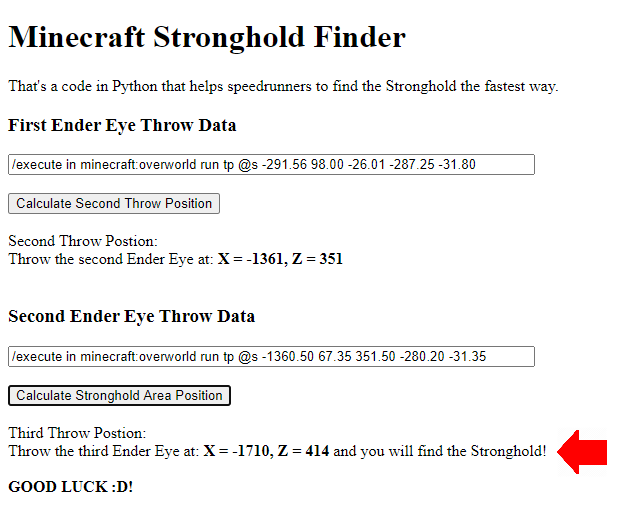 Minecraft Stronghold Finder
That's a code in Python that helps speedrunners to find the Stronghold the fastest way.
First Ender Eye Throw Data
/execute in minecraft:overworld run tp @s -291.56 98.00 -26.01 -287.25 -31.80
Calculate Second Throw Position
Second Throw Postion:
Throw the second Ender Eye at: X = -1361, Z = 351
Second Ender Eye Throw Data
/execute in minecraft:overworld run tp @s -1360.50 67.35 351.50 -280.20 -31.35
Calculate Stronghold Area Position
Third Throw Postion:
Throw the third Ender Eye at: X = -1710, Z = 414 and you will find the Stronghold!
GOOD LUCK :D!